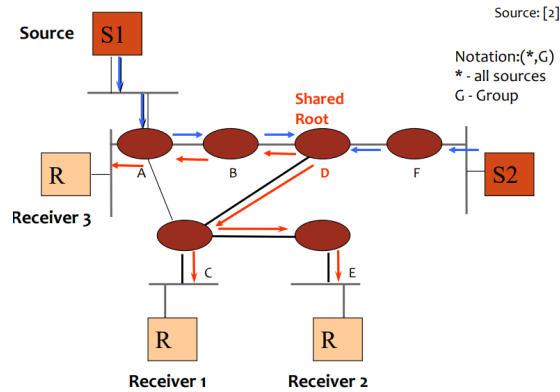 Source: [2]
Source
S1
Notation:(*,G)
* - all sources
G - Group
Shared
Root
R
A
B
D
F
S2
Receiver 3
C
E
R
R
Receiver 1
Receiver 2